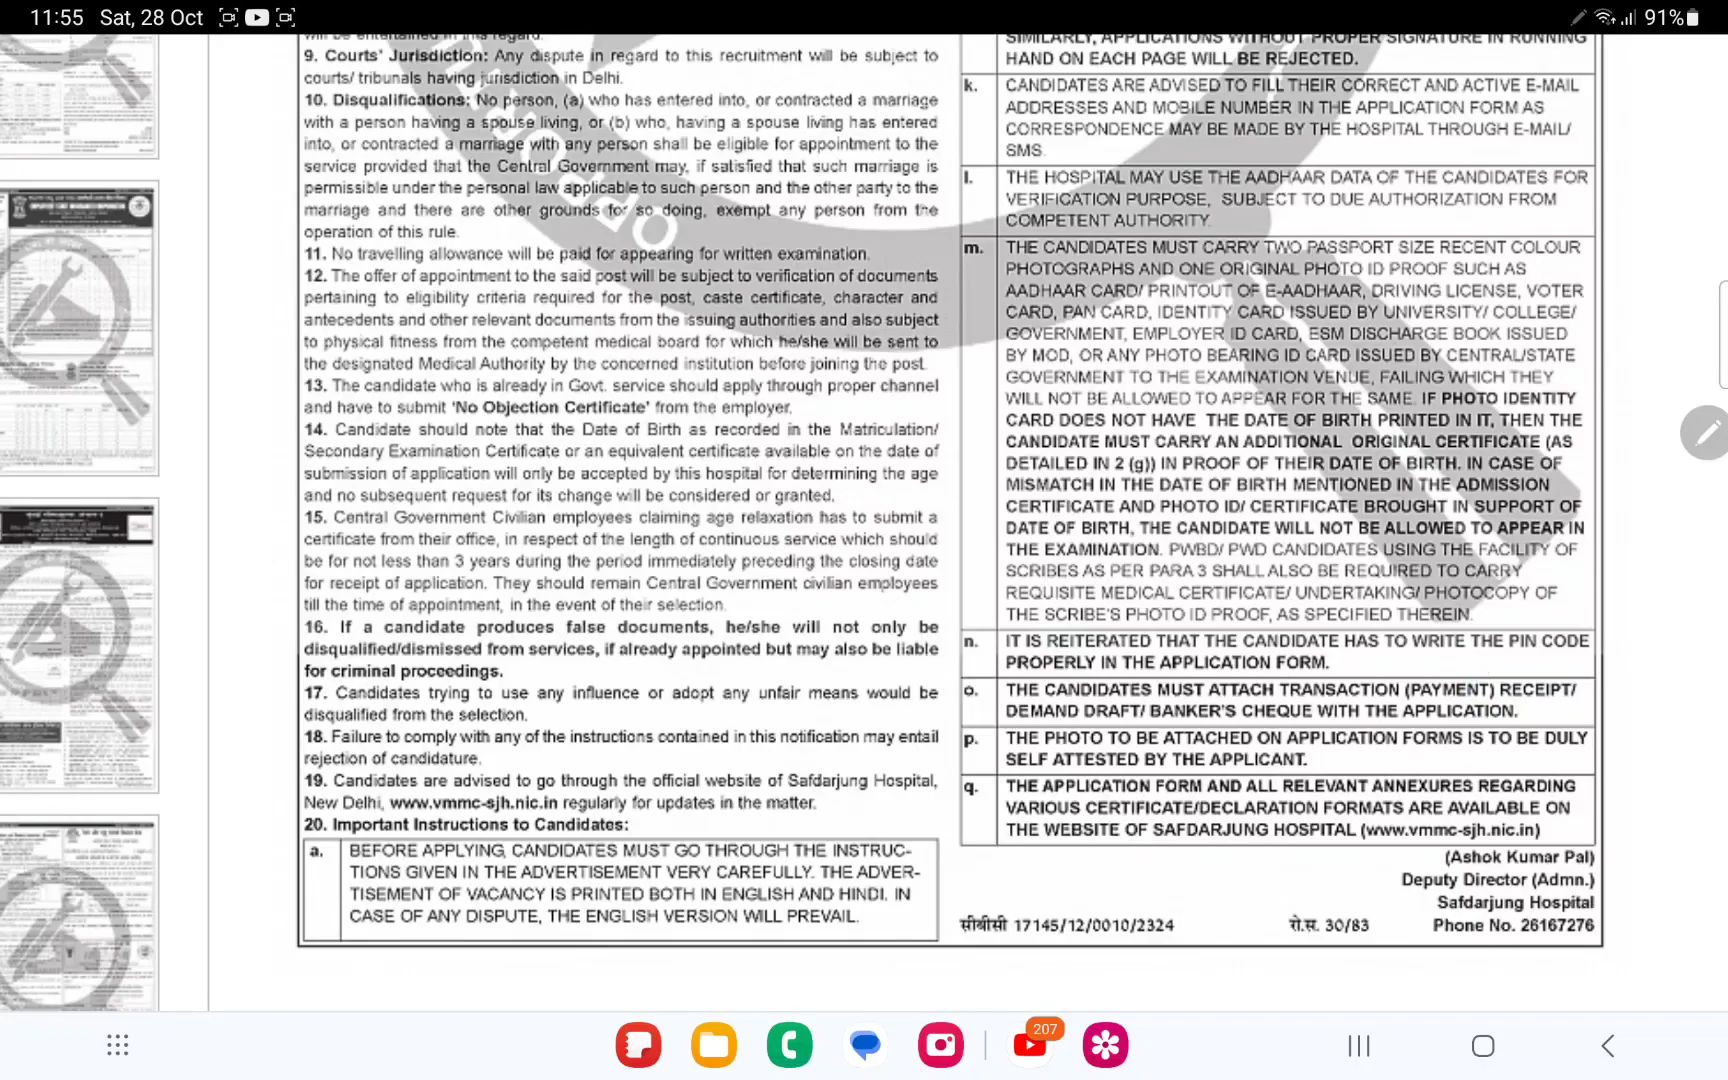 11:55 Sat, 28 Oct
91%
will be entertained in this regard.
9. Courts' Jurisdiction: Any dispute in regard to this recruitment will be subject to
courts/ tribunals having jurisdiction in Delhi.
10. Disqualifications: No person, (a) who has entered into, or contracted a marriage
with a person having a spouse living, or (b) who, having a spouse living has entered
into, or contracted a marriage with any person shall be eligible for appointment to the
service provided that the Central Government may, if satisfied that such marriage is
permissible under the personal law applicable to such person and the other party to the
marriage and there are other grounds for so doing, exempt any person from the
operation of this rule.
11. No travelling allowance will be paid for appearing for written examination.
12. The offer of appointment to the said post will be subject to verification of documents
pertaining to eligibility criteria required for the post, caste certificate, character and
antecedents and other relevant documents from the issuing authorities and also subject
to physical fitness from the competent medical board for which he/she will be sent to
the designated Medical Authority by the concerned institution before joining the post.
13. The candidate who is already in Govt. service should apply through proper channel
and have to submit 'No Objection Certificate' from the employer.
14. Candidate should note that the Date of Birth as recorded in the Matriculation/
Secondary Examination Certificate or an equivalent certificate available on the date of
submission of application will only be accepted by this hospital for determining the age
and no subsequent request for its change will be considered or granted.
15. Central Government Civilian employees claiming age relaxation has to submit a
certificate from their office, in respect of the length of continuous service which should
be for not less than 3 years during the period immediately preceding the closing date
for receipt of application. They should remain Central Government civilian employees
till the time of appointment, in the event of their selection.
16. If a candidate produces false documents, he/she will not only be
disqualified/dismissed from services, if already appointed but may also be liable
for criminal proceedings.
17. Candidates trying to use any influence or adopt any unfair means would be
disqualified from the selection.
18. Failure to comply with any of the instructions contained in this notification may entail
rejection of candidature.
19. Candidates are advised to go through the official website of Safdarjung Hospital,
New Delhi, www.vmmc-sjh.nic.in regularly for updates in the matter.
20. Important Instructions to Candidates:
a. BEFORE APPLYING, CANDIDATES MUST GO THROUGH THE INSTRUC-
TIONS GIVEN IN THE ADVERTISEMENT VERY CAREFULLY. THE ADVER-
TISEMENT OF VACANCY IS PRINTED BOTH IN ENGLISH AND HINDI. IN
CASE OF ANY DISPUTE, THE ENGLISH VERSION WILL PREVAIL.
SIMILARLY, APPLICATIONS WITHOUT PROPER SIGNATURE IN RUNNING
HAND ON EACH PAGE WILL BE REJECTED.
k. CANDIDATES ARE ADVISED TO FILL THEIR CORRECT AND ACTIVE E-MAIL
ADDRESSES AND MOBILE NUMBER IN THE APPLICATION FORM AS
CORRESPONDENCE MAY BE MADE BY THE HOSPITAL THROUGH E-MAIL/
SMS.
l. THE HOSPITAL MAY USE THE AADHAAR DATA OF THE CANDIDATES FOR
VERIFICATION PURPOSE, SUBJECT TO DUE AUTHORIZATION FROM
COMPETENT AUTHORITY.
m. THE CANDIDATES MUST CARRY TWO PASSPORT SIZE RECENT COLOUR
PHOTOGRAPHS AND ONE ORIGINAL PHOTO ID PROOF SUCH AS
AADHAAR CARD/ PRINTOUT OF E-AADHAAR, DRIVING LICENSE, VOTER
CARD, PAN CARD, IDENTITY CARD ISSUED BY UNIVERSITY/ COLLEGE/
GOVERNMENT, EMPLOYER ID CARD, ESM DISCHARGE BOOK ISSUED
BY MOD, OR ANY PHOTO BEARING ID CARD ISSUED BY CENTRAL/STATE
GOVERNMENT TO THE EXAMINATION VENUE, FAILING WHICH THEY
WILL NOT BE ALLOWED TO APPEAR FOR THE SAME. IF PHOTO IDENTITY
CARD DOES NOT HAVE THE DATE OF BIRTH PRINTED IN IT, THEN THE
CANDIDATE MUST CARRY AN ADDITIONAL ORIGINAL CERTIFICATE (AS
DETAILED IN 2 (g)) IN PROOF OF THEIR DATE OF BIRTH. IN CASE OF
MISMATCH IN THE DATE OF BIRTH MENTIONED IN THE ADMISSION
CERTIFICATE AND PHOTO ID/ CERTIFICATE BROUGHT IN SUPPORT OF
DATE OF BIRTH, THE CANDIDATE WILL NOT BE ALLOWED TO APPEAR IN
THE EXAMINATION. PWBD/ PWD CANDIDATES USING THE FACILITY OF
SCRIBES AS PER PARA 3 SHALL ALSO BE REQUIRED TO CARRY
REQUISITE MEDICAL CERTIFICATE/ UNDERTAKING/ PHOTOCOPY OF
THE SCRIBE'S PHOTO ID PROOF, AS SPECIFIED THEREIN.
n. IT IS REITERATED THAT THE CANDIDATE HAS TO WRITE THE PIN CODE
PROPERLY IN THE APPLICATION FORM.
o. THE CANDIDATES MUST ATTACH TRANSACTION (PAYMENT) RECEIPT/
DEMAND DRAFT/ BANKER'S CHEQUE WITH THE APPLICATION.
p. THE PHOTO TO BE ATTACHED ON APPLICATION FORMS IS TO BE DULY
SELF ATTESTED BY THE APPLICANT.
q. THE APPLICATION FORM AND ALL RELEVANT ANNEXURES REGARDING
VARIOUS CERTIFICATE/DECLARATION FORMATS ARE AVAILABLE ON
THE WEBSITE OF SAFDARJUNG HOSPITAL (www.vmmc-sjh.nic.in)
(Ashok Kumar Pal)
Deputy Director (Admn.)
Safdarjung Hospital
सीबीसी 17145/12/0010/2324 रो.स. 30/83 Phone No. 26167276
207